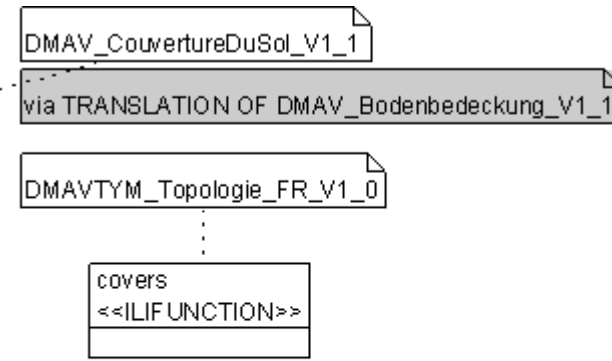 DMAV_CouvertureDuSol_V1_1
via TRANSLATION OF DMAV_Bodenbedeckung_V1_1
DMAVTYM_Topologie_FR_V1_0
covers
<<ILIFUNCTION>>